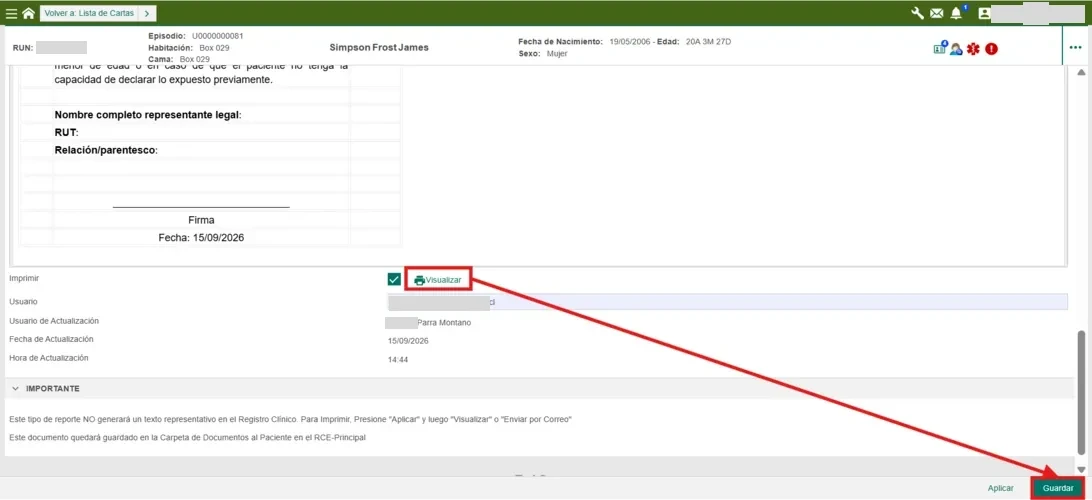 Volver a: Lista de Cartas
1
RUN:
Episodio: U0000000081
Habitación: Box 029
Cama: Box 029
Simpson Frost James
Fecha de Nacimiento: 19/05/2006 - Edad: 20A 3M 27D
Sexo: Mujer
4
menor de edad o en caso de que el paciente no tenga la
capacidad de declarar lo expuesto previamente.
Nombre completo representante legal:
RUT:
Relación/parentesco:
Firma
Fecha: 15/09/2026
Imprimir
Visualizar
Usuario
cl
Usuario de Actualización
Parra Montano
Fecha de Actualización
15/09/2026
Hora de Actualización
14:44
IMPORTANTE
Este tipo de reporte NO generará un texto representativo en el Registro Clínico. Para Imprimir, Presione "Aplicar" y luego "Visualizar" o "Enviar por Correo"
Este documento quedará guardado en la Carpeta de Documentos al Paciente en el RCE-Principal
Aplicar
Guardar